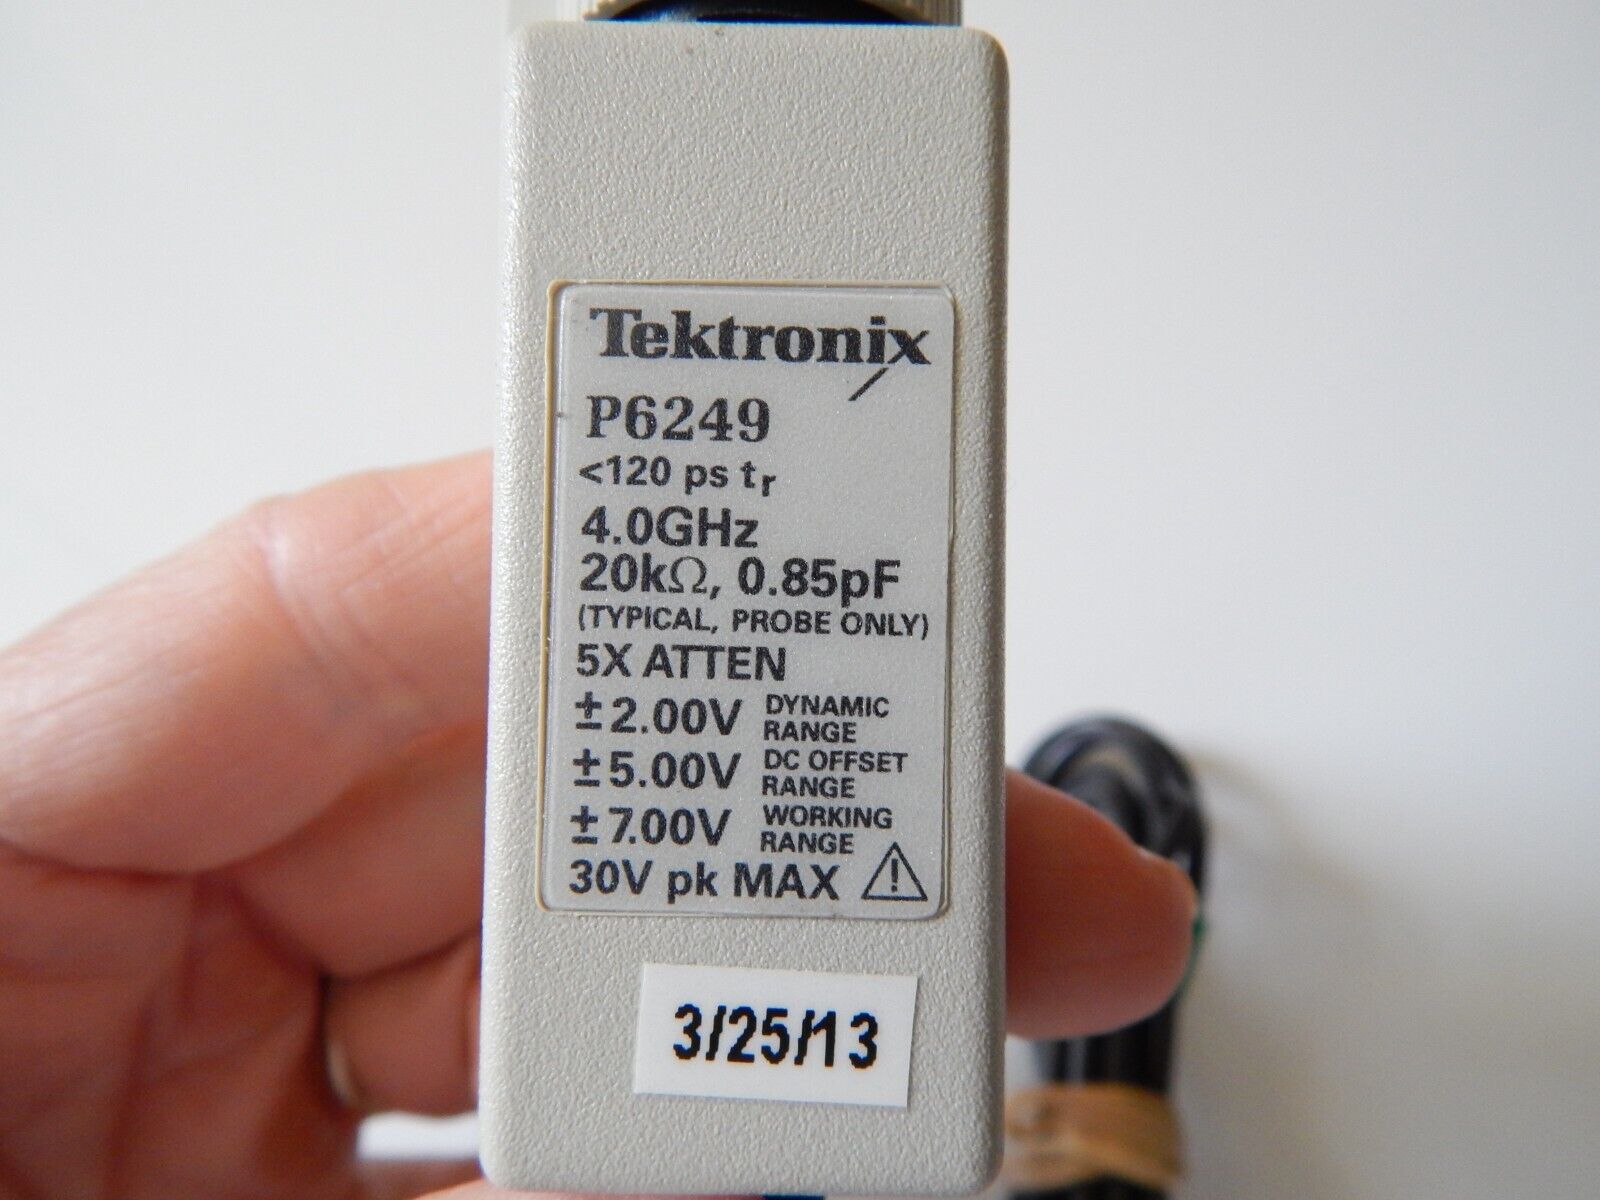 Tektronix
P6249
<120 ps tr
4.0GHz
20kΩ, 0.85pF
(TYPICAL, PROBE ONLY)
5X ATTEN
±2.00V DYNAMIC RANGE
±5.00V DC OFFSET RANGE
±7.00V WORKING RANGE
30V pk MAX
3/25/13